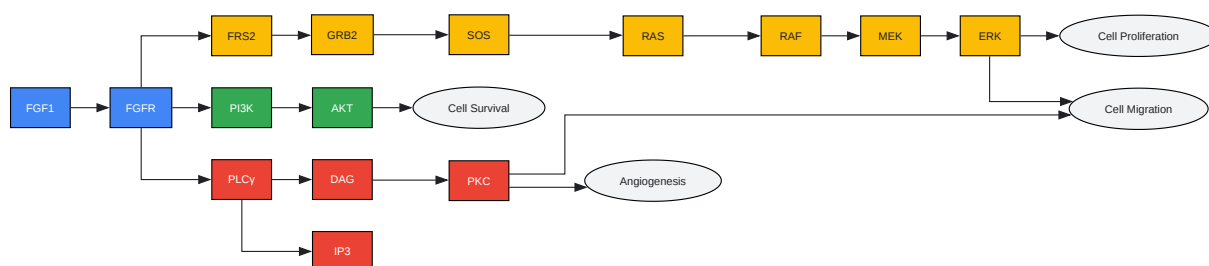 FRS2
GRB2
SOS
RAS
RAF
MEK
ERK
Cell Proliferation
FGF1
FGFR
PI3K
AKT
Cell Survival
Cell Migration
PLCγ
DAG
PKC
Angiogenesis
IP3